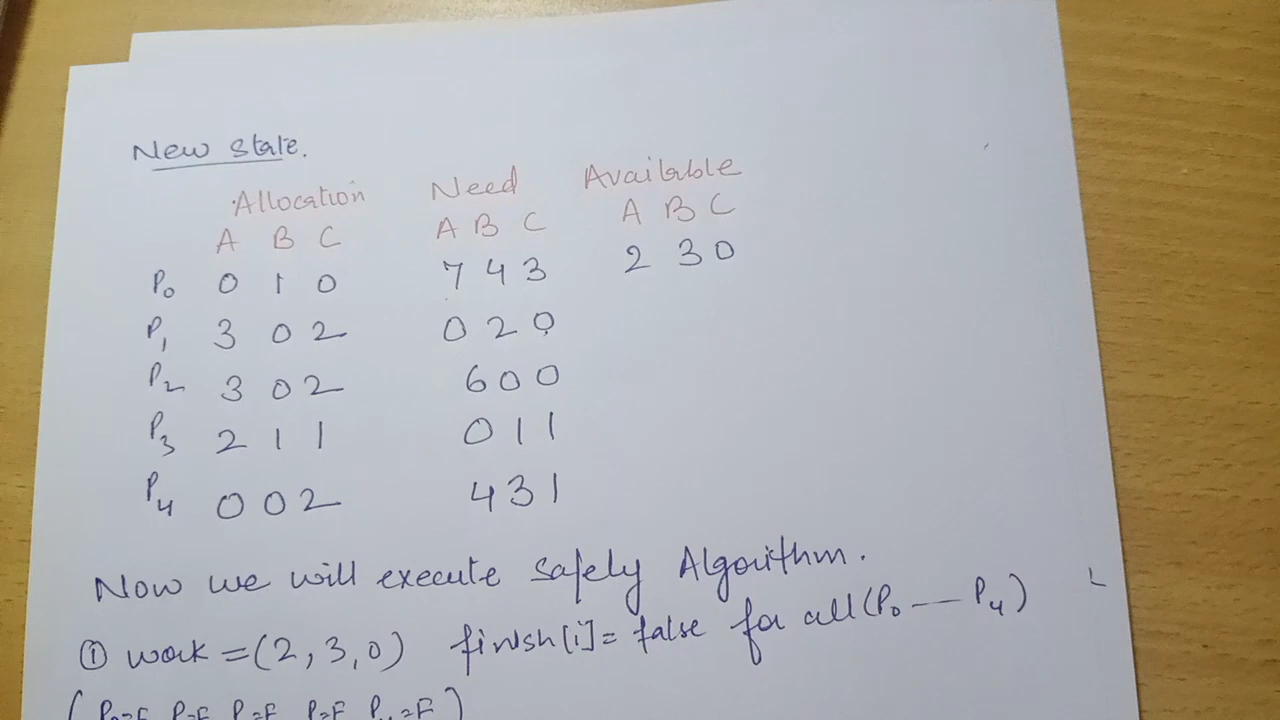 New state.
Allocation Need Available
A B C A B C A B C
P0 0 1 0 7 4 3 2 3 0
P1 3 0 2 0 2 0
P2 3 0 2 6 0 0
P3 2 1 1 0 1 1
P4 0 0 2 4 3 1
Now we will execute Safely Algorithm.
① work = (2, 3, 0) finish[i] = false for all (P0 — P4)
(P0=F P=F P=F P=F P4=F)